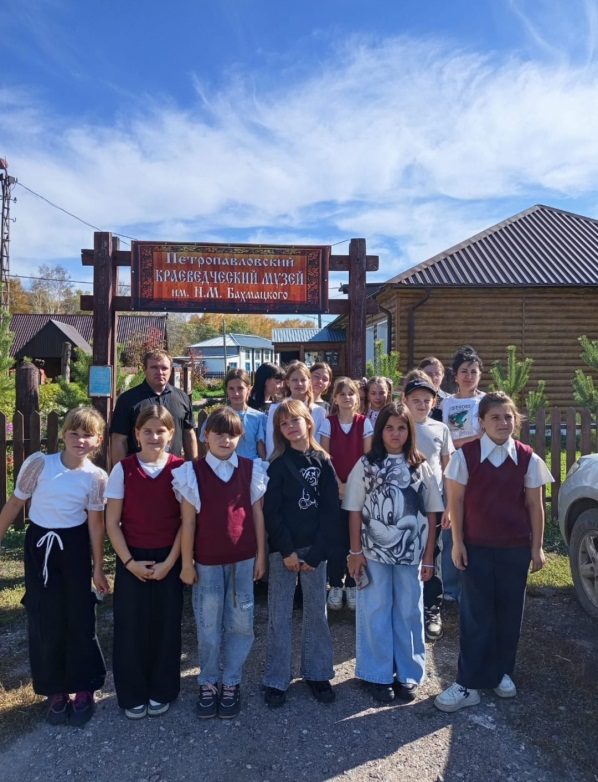 Петропавловский
краеведческий музей
им. Н.М. Бахмацкого